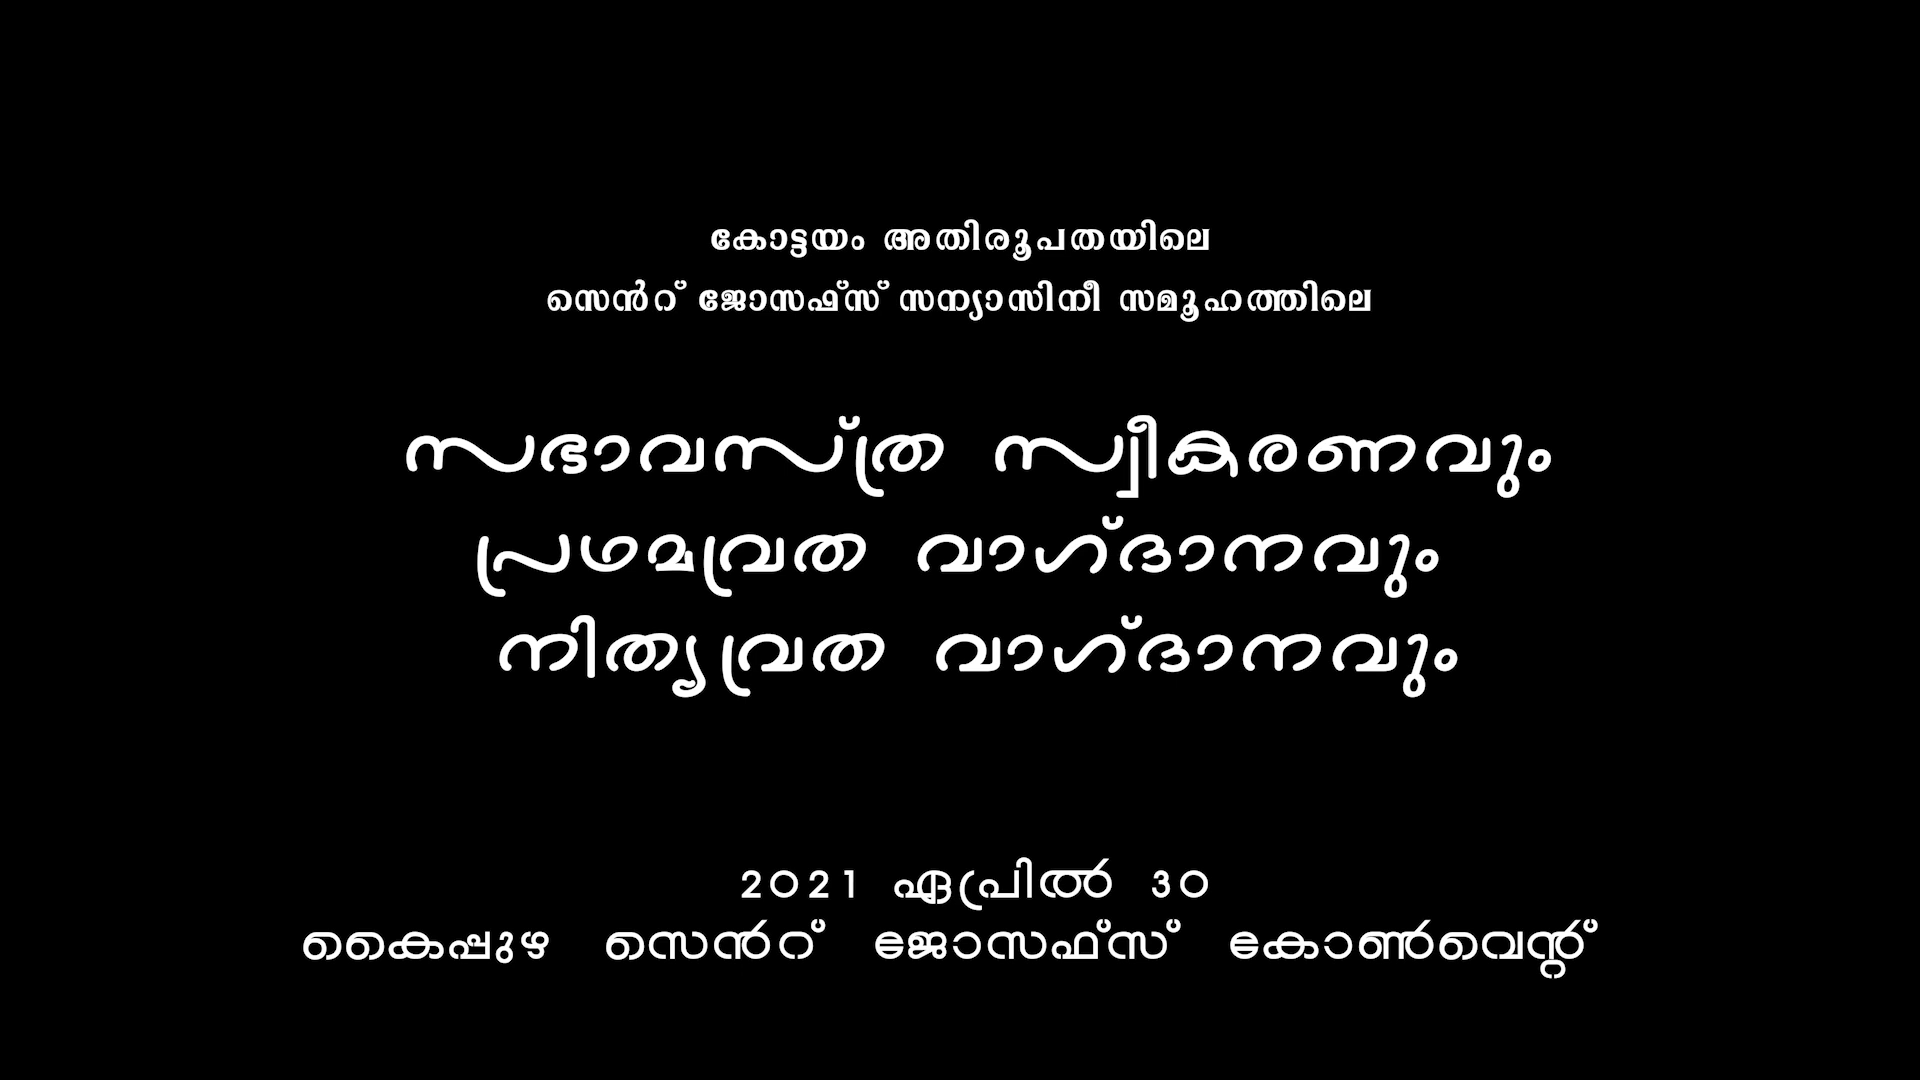 കോട്ടയം അതിരൂപതയിലെ
സെൻറ് ജോസഫ്സ് സന്യാസിനീ സമൂഹത്തിലെ
സഭാവസ്ത്ര സ്വീകരണവും
പ്രഥമവ്രത വാഗ്ദാനവും
നിത്യവ്രത വാഗ്ദാനവും
2021 ഏപ്രിൽ 30
കൈപ്പുഴ സെൻറ് ജോസഫ്സ് കോൺവെന്റ്